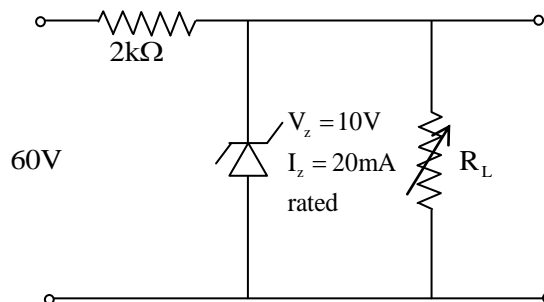 2kΩ
V_z = 10V
60V
I_z = 20mA
R_L
rated